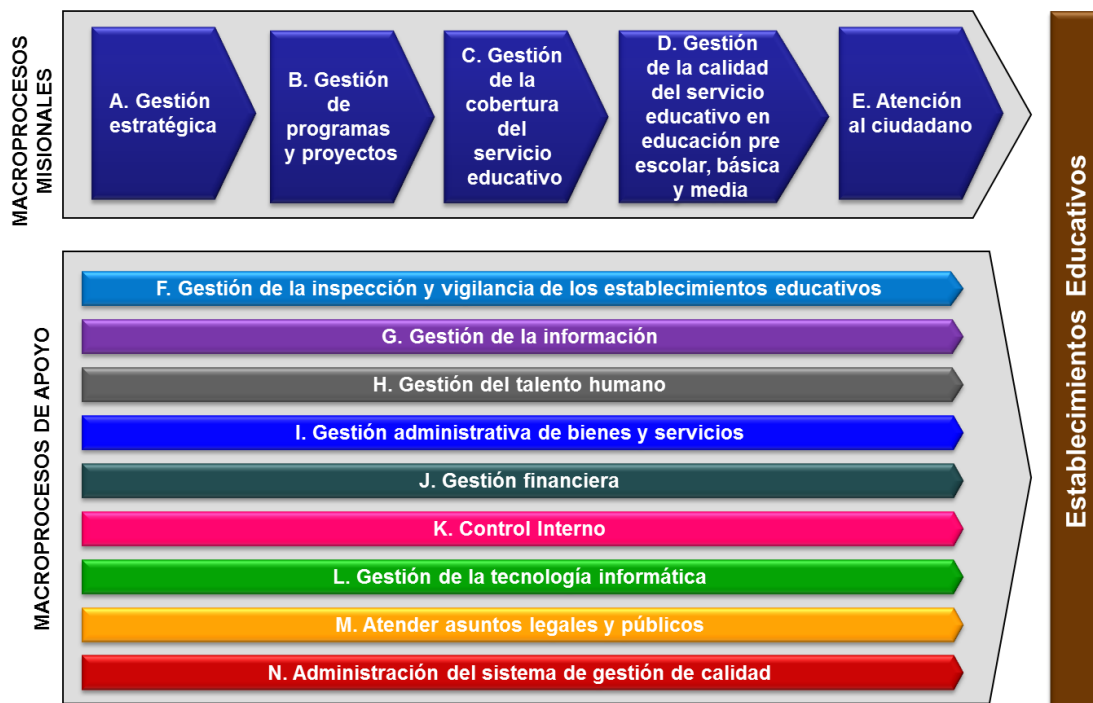 MACROPROCESOS
MISIONALES
A. Gestión
estratégica
B. Gestión
de
programas
y proyectos
C. Gestión
de la
cobertura
del
servicio
educativo
D. Gestión
de la calidad
del servicio
educativo en
educación pre
escolar, básica
y media
E. Atención
al ciudadano
MACROPROCESOS DE APOYO
F. Gestión de la inspección y vigilancia de los establecimientos educativos
G. Gestión de la información
H. Gestión del talento humano
I. Gestión administrativa de bienes y servicios
J. Gestión financiera
K. Control Interno
L. Gestión de la tecnología informática
M. Atender asuntos legales y públicos
N. Administración del sistema de gestión de calidad
Establecimientos Educativos